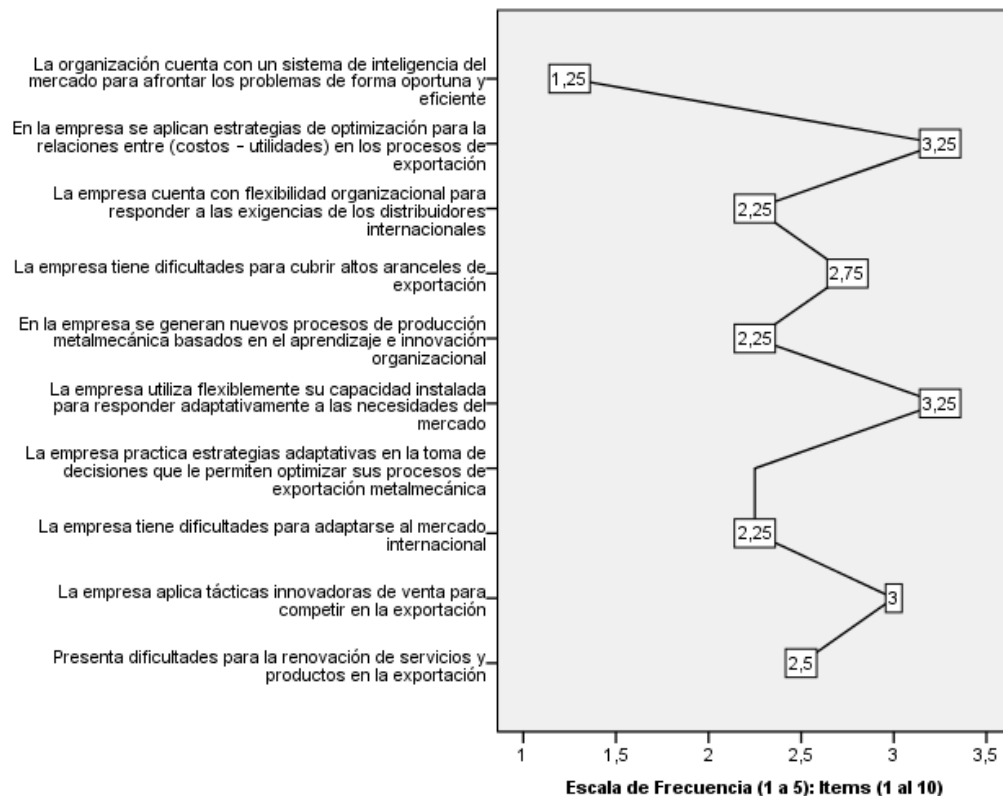 La organización cuenta con un sistema de inteligencia del
mercado para afrontar los problemas de forma oportuna y
eficiente
1,25
En la empresa se aplican estrategias de optimización para la
relaciones entre (costos – utilidades) en los procesos de
exportación
3,25
La empresa cuenta con flexibilidad organizacional para
responder a las exigencias de los distribuidores
internacionales
2,25
La empresa tiene dificultades para cubrir altos aranceles de
exportación
2,75
En la empresa se generan nuevos procesos de producción
metalmecánica basados en el aprendizaje e innovación
organizacional
2,25
La empresa utiliza flexiblemente su capacidad instalada
para responder adaptativamente a las necesidades del
mercado
3,25
La empresa practica estrategias adaptativas en la toma de
decisiones que le permiten optimizar sus procesos de
exportación metalmecánica
La empresa tiene dificultades para adaptarse al mercado
internacional
2,25
La empresa aplica tácticas innovadoras de venta para
competir en la exportación
3
Presenta dificultades para la renovación de servicios y
productos en la exportación
2,5
1 1,5 2 2,5 3 3,5
Escala de Frecuencia (1 a 5): Items (1 al 10)